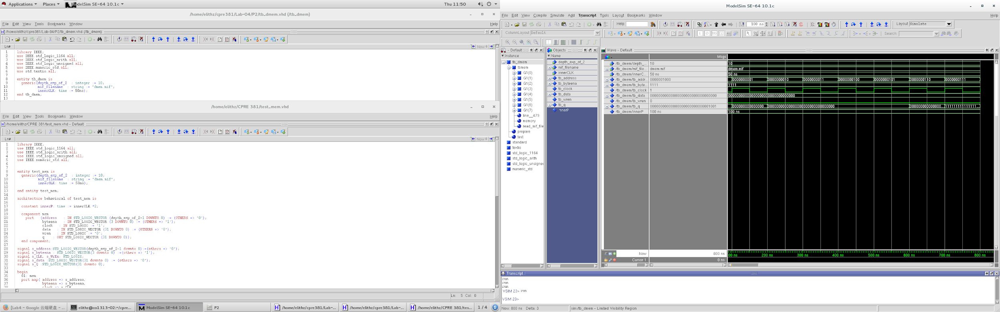 Applications Places ModelSim SE-64 10.1c Thu 11:50
/home/elithz/cpre381/Lab-04/P2/tb_dmem.vhd (/tb_dmem)
File Edit View Tools Bookmarks Window Help
/home/elithz/cpre381/Lab-04/P2/tb_dmem.vhd (/tb_dmem)
Ln# Now
1 library IEEE;
2 use IEEE.std_logic_1164.all;
3 use IEEE.std_logic_arith.all;
4 use IEEE.std_logic_unsigned.all;
5 use IEEE.numeric_std.all;
6 use std.textio.all;
7
8 entity tb_dmem is
9 generic(depth_exp_of_2 : integer := 10;
10 mif_filename : string := "dmem.mif";
11 innerCLK: time := 50ns);
12 end tb_dmem;
13
/home/elithz/CPRE 381/test_mem.vhd
File Edit View Tools Bookmarks Window Help
/home/elithz/CPRE 381/test_mem.vhd - Default
Ln# Now
1 library IEEE;
2 use IEEE.std_logic_1164.all;
3 use IEEE.std_logic_arith.all;
4 use IEEE.std_logic_unsigned.all;
5 use IEEE.numeric_std.all;
6
7
8 entity test_mem is
9 generic(depth_exp_of_2 : integer := 10;
10 mif_filename : string := "dmem.mif";
11 innerCLK: time := 50ns);
12
13 end entity test_mem;
14
15 architecture behavioral of test_mem is
16
17 constant innerP: time := innerCLK *2;
18
19 component mem
20 port (address : IN STD_LOGIC_VECTOR (depth_exp_of_2-1 DOWNTO 0) := (OTHERS => '0');
21 byteena : IN STD_LOGIC_VECTOR (3 DOWNTO 0) := (OTHERS => '1');
22 clock : IN STD_LOGIC := '1';
23 data : IN STD_LOGIC_VECTOR (31 DOWNTO 0) := (OTHERS => '0');
24 wren : IN STD_LOGIC := '0';
25 q : OUT STD_LOGIC_VECTOR (31 DOWNTO 0));
26 end component;
27
28 signal s_address:STD_LOGIC_VECTOR(depth_exp_of_2-1 downto 0):=(others => '0');
29 signal s_byteena : STD_LOGIC_VECTOR(3 downto 0) :=(others => '1');
30 signal s_CLK, s_WrEn: STD_LOGIC;
31 signal s_data :STD_LOGIC_VECTOR(31 downto 0) := (others => '0');
32 signal s_Q :STD_LOGIC_VECTOR(31 downto 0);
33
34 begin
35 G1: mem
36 port map( address => s_address,
37 byteena => s_byteena,
38 clock => s_CLK,
Ln: 5 Col: 0
[Lab4 - Google 云端硬盘 - ...
elithz@co1313-02:~/cpre...
ModelSim SE-64 10.1c
P2
/home/elithz/cpre381/Lab-...
/home/elithz/cpre381/Lab-...
/home/elithz/CPRE 381/tes...
1 / 4 1
ModelSim SE-64 10.1c
File Edit View Compile Simulate Add Transcript Tools Layout Bookmarks Window Help
Help 100 ns Layout Simulate
ColumnLayout Default Search:
- Default
Instance
tb_dmem
tbmem
G1(0)
G1(1)
G1(2)
G1(3)
G1(4)
G1(5)
G1(6)
G1(7)
line__479
memory
read_mif_file
prepare
test
standard
textio
std_logic_1164
std_logic_arith
std_logic_unsigned
numeric_std
Objects
Name
depth_exp_of_2
mif_filename
innerCLK
tb_address
tb_byteena
tb_clock
tb_data
tb_wren
tb_q
innerP
Wave - Default
Msgs
/tb_dmem/depth_... 10 10
/tb_dmem/mif_file... dmem.mif dmem.mif
/tb_dmem/innerC... 50 ns 50 ns
/tb_dmem/tb_addr... 0000001000 0000000001 0000000010 0000000011 0000000100 0000000101 0000000110 0000000111
/tb_dmem/tb_byte... 1111 1111
/tb_dmem/tb_clock 1
/tb_dmem/tb_data 00000000000000000000000000000000 00000000000000000000000000000000
/tb_dmem/tb_wren 0
/tb_dmem/tb_q 00000000000000000000000000001001 000000000000000... 00000000000000000000000000000000 000000000000000... 111111111111111...
/tb_dmem/innerP 100 ns 100 ns
Now 800 ns 00 ns 200 ns 300 ns 400 ns 500 ns 600 ns 700 ns 800 ns
Cursor 1 0 ns
Transcript
run
run
run
VSIM 23> run
VSIM 23>
Now: 800 ns Delta: 3 sim:/tb_dmem - Limited Visibility Region